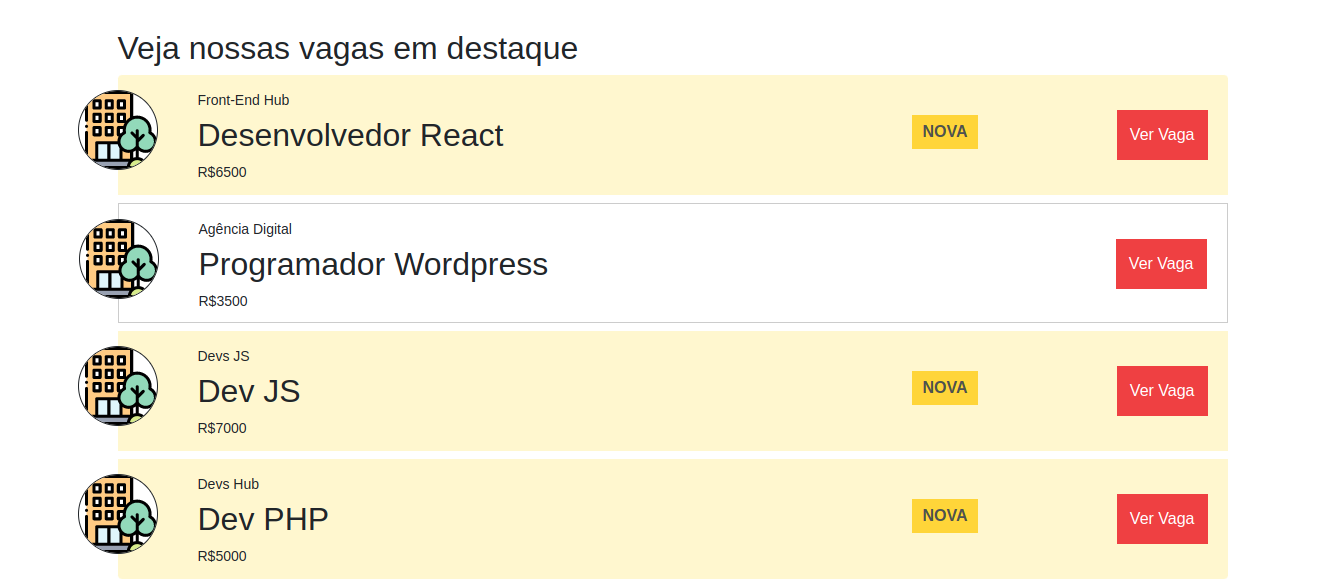 Veja nossas vagas em destaque
Front-End Hub
Desenvolvedor React
R$6500
NOVA
Ver Vaga
Agência Digital
Programador Wordpress
R$3500
Ver Vaga
Devs JS
Dev JS
R$7000
NOVA
Ver Vaga
Devs Hub
Dev PHP
R$5000
NOVA
Ver Vaga